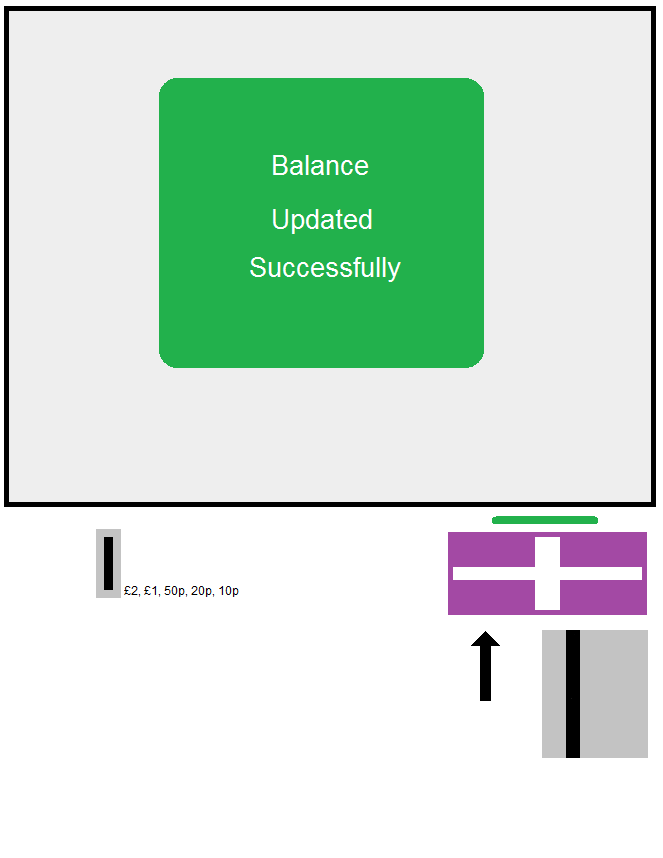 Balance
Updated
Successfully
£2, £1, 50p, 20p, 10p